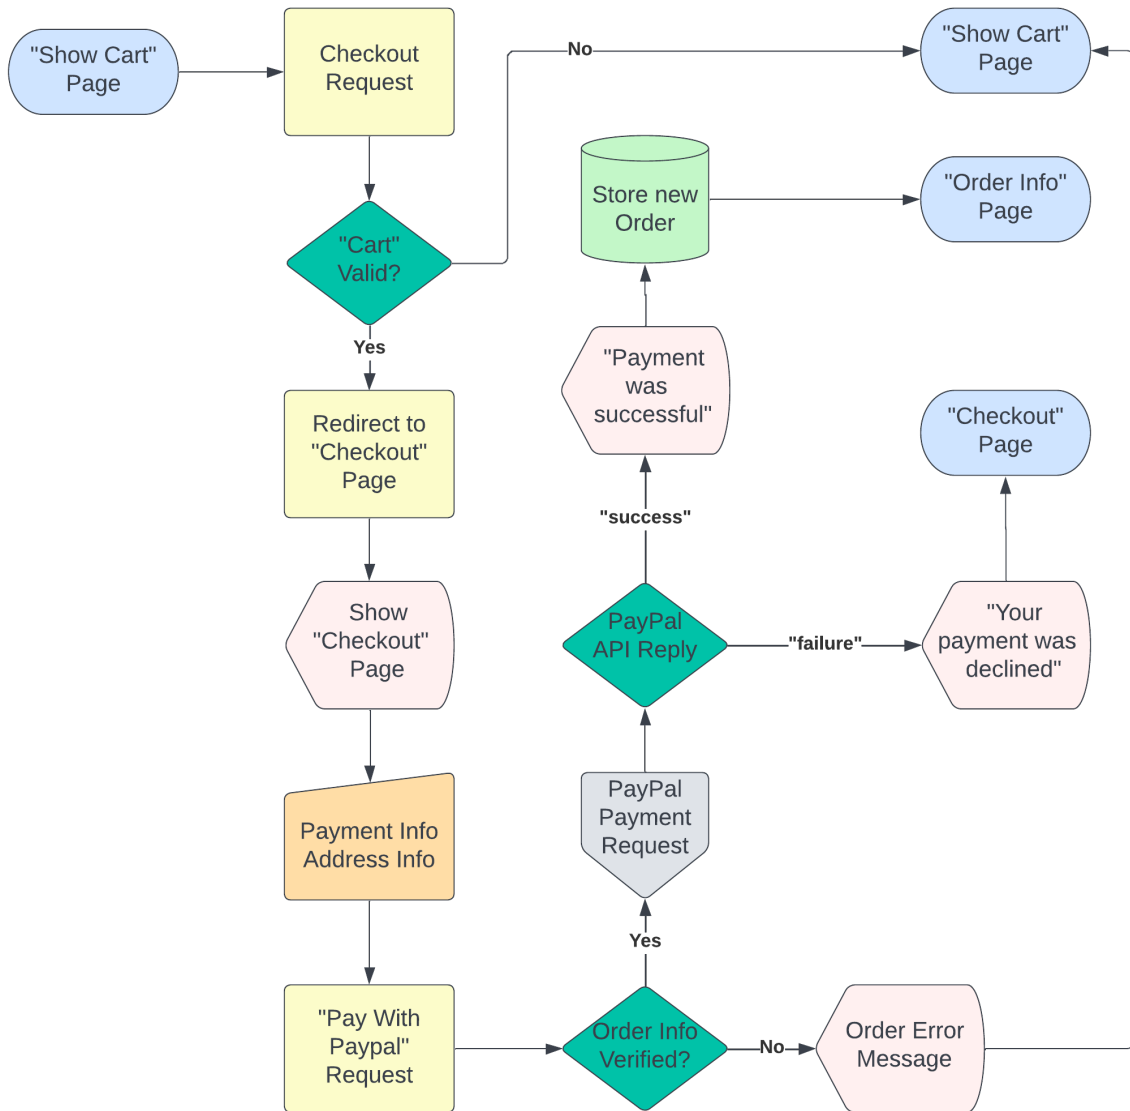 "Show Cart"
Page
Checkout
Request
No
"Show Cart"
Page
"Cart"
Valid?
Store new
Order
"Order Info"
Page
Yes
Redirect to
"Checkout"
Page
"Payment
was
successful"
"Checkout"
Page
"success"
Show
"Checkout"
Page
PayPal
API Reply
"failure"
"Your
payment was
declined"
Payment Info
Address Info
PayPal
Payment
Request
Yes
"Pay With
Paypal"
Request
Order Info
Verified?
No
Order Error
Message